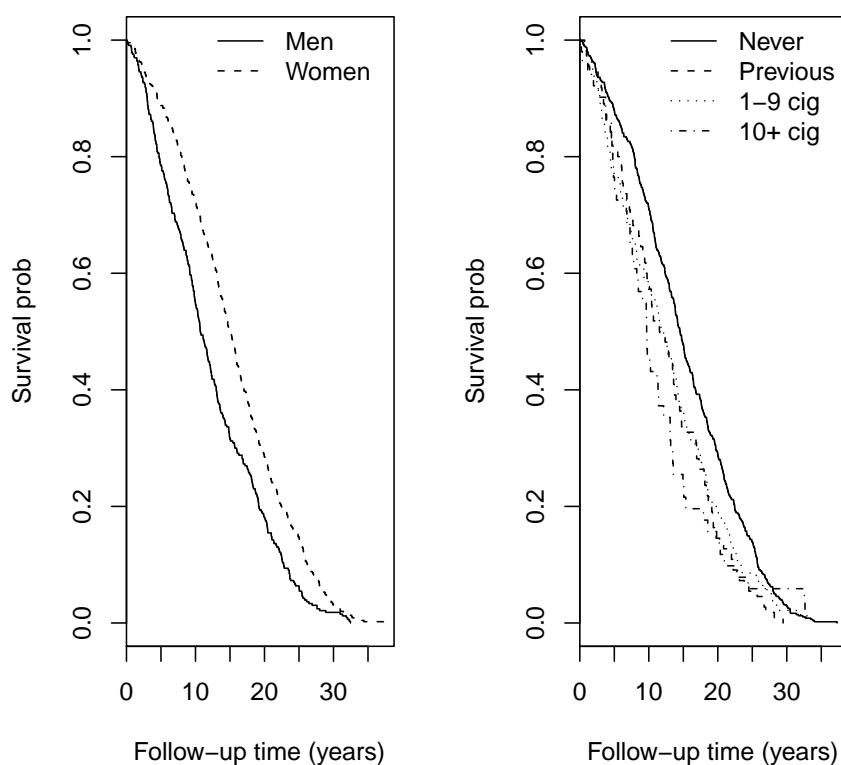 Men
Women
1.0
0.8
0.6
0.4
0.2
0.0
Survival prob
0
10
20
30
Follow−up time (years)
Never
Previous
1−9 cig
10+ cig
1.0
0.8
0.6
0.4
0.2
0.0
Survival prob
0
10
20
30
Follow−up time (years)